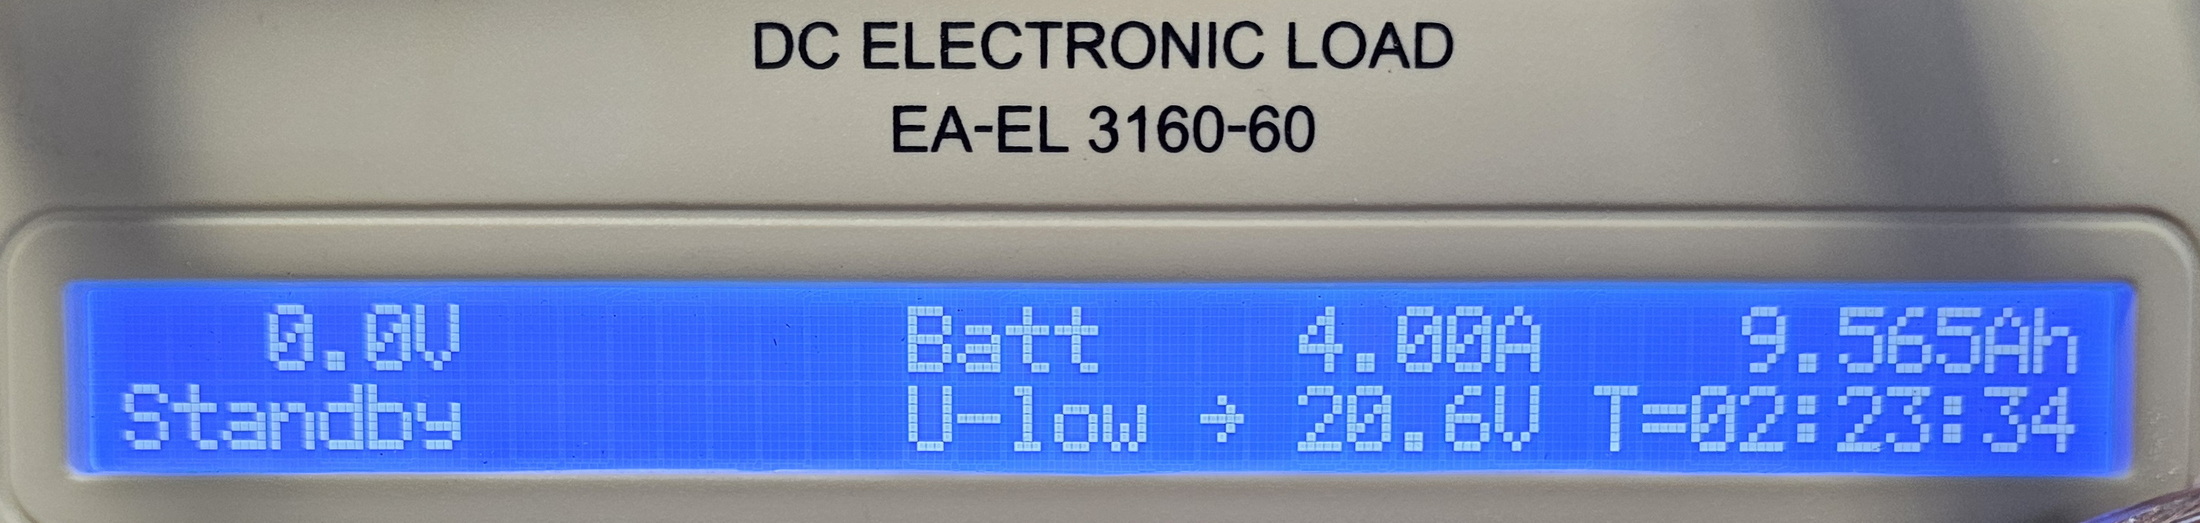 DC ELECTRONIC LOAD
EA-EL 3160-60
0.0V Batt 4.00A 9.565Ah
Standby U-low → 20.6V T=02:23:34